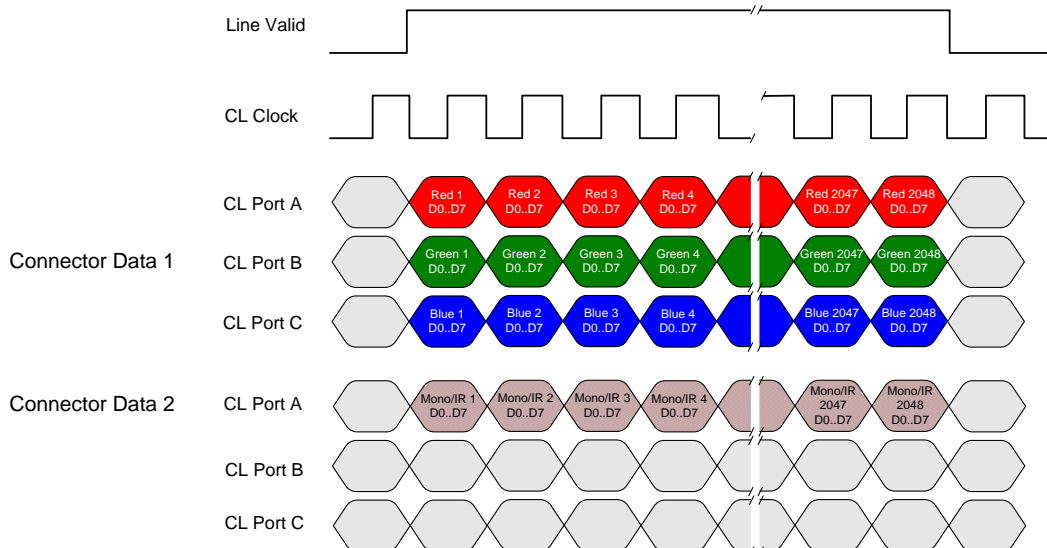 Line Valid
CL Clock
CL Port A
Red 1
D0..D7
Red 2
D0..D7
Red 3
D0..D7
Red 4
D0..D7
Red 2047
D0..D7
Red 2048
D0..D7
Connector Data 1
CL Port B
Green 1
D0..D7
Green 2
D0..D7
Green 3
D0..D7
Green 4
D0..D7
Green 2047
D0..D7
Green 2048
D0..D7
CL Port C
Blue 1
D0..D7
Blue 2
D0..D7
Blue 3
D0..D7
Blue 4
D0..D7
Blue 2047
D0..D7
Blue 2048
D0..D7
Connector Data 2
CL Port A
Mono/IR 1
D0..D7
Mono/IR 2
D0..D7
Mono/IR 3
D0..D7
Mono/IR 4
D0..D7
Mono/IR
2047
D0..D7
Mono/IR
2048
D0..D7
CL Port B
CL Port C